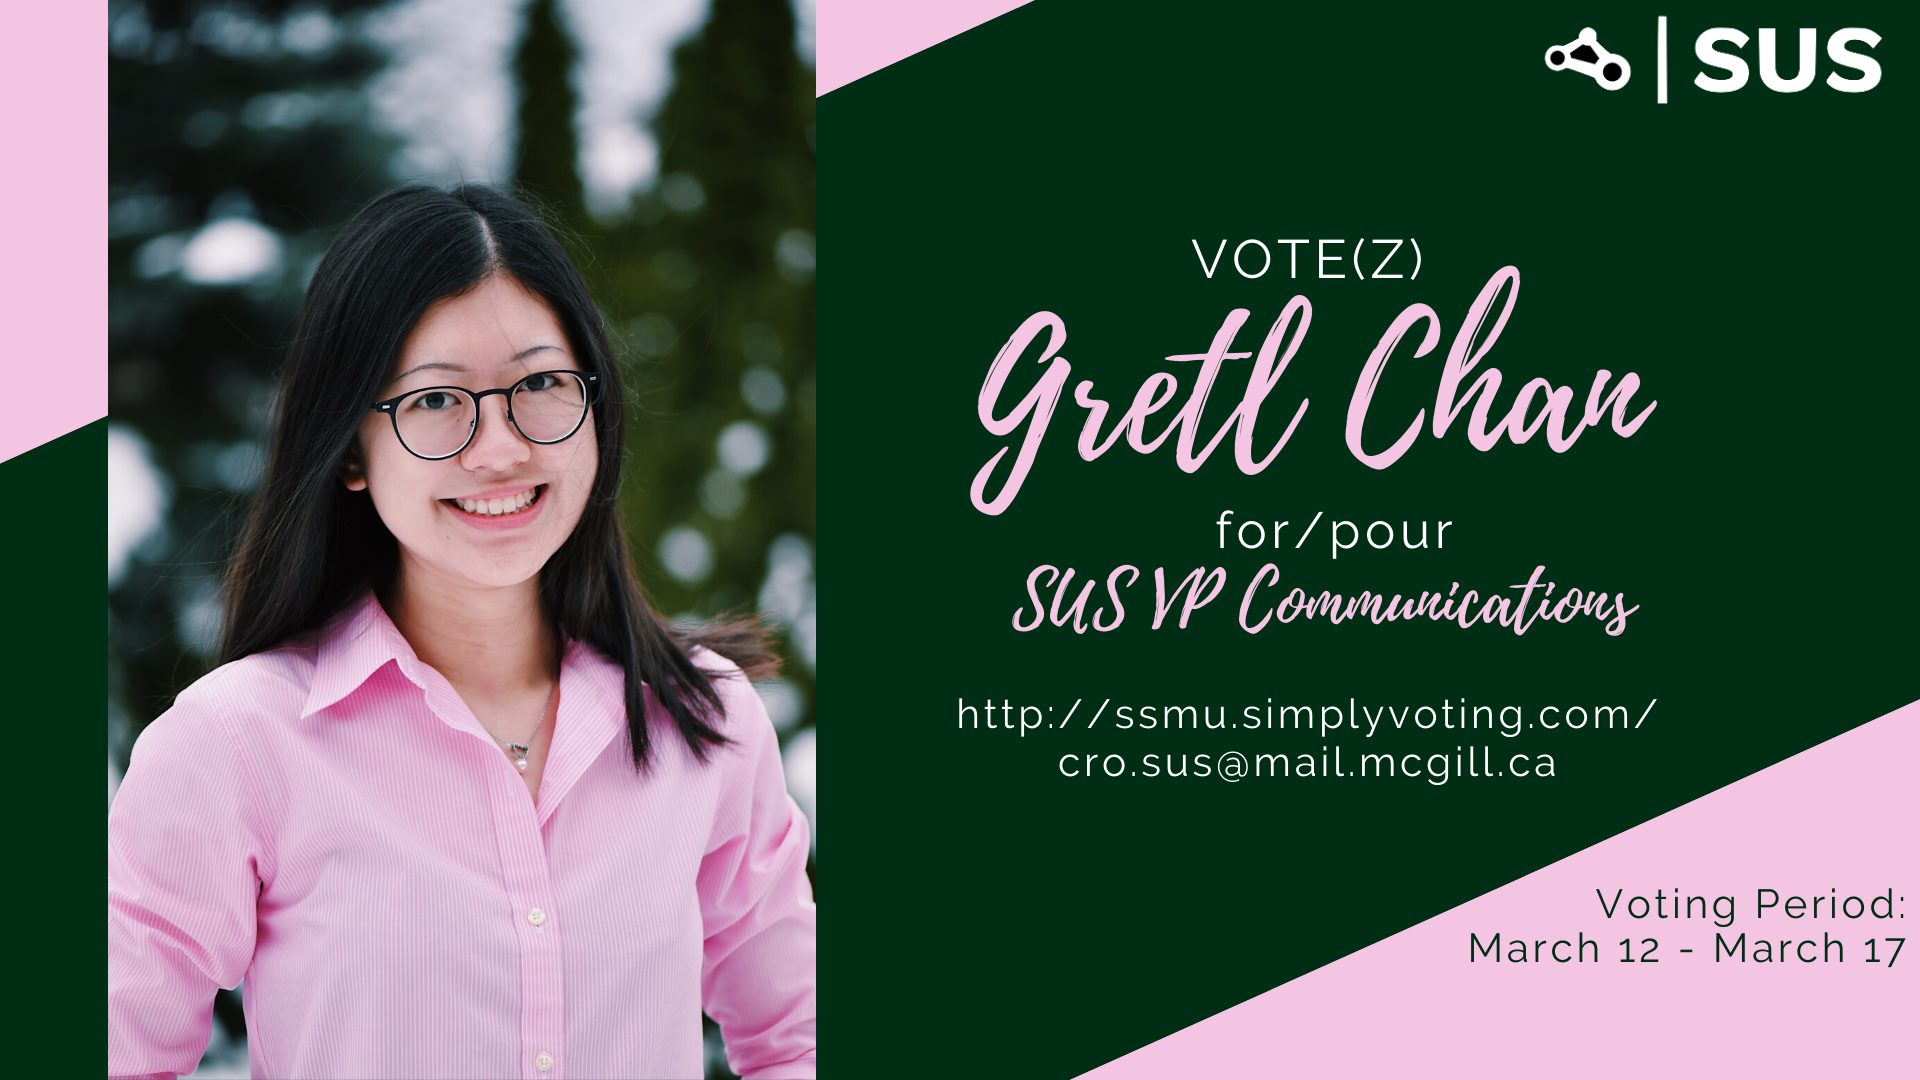 SUS
VOTE(Z)
Gretl Chan
for/pour
SUS VP Communications
http://ssmu.simplyvoting.com/
cro.sus@mail.mcgill.ca
Voting Period:
March 12 - March 17